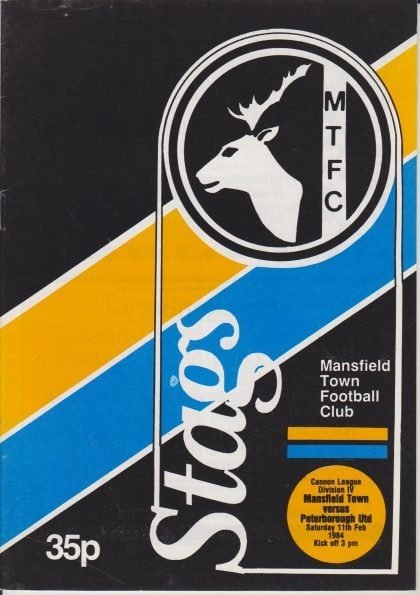 M
T
F
C
Stags
Mansfield
Town
Football
Club
Cannon League
Division IV
Mansfield Town
versus
Peterborough Utd
Saturday 11th Feb
1984
Kick off 3 pm
35p